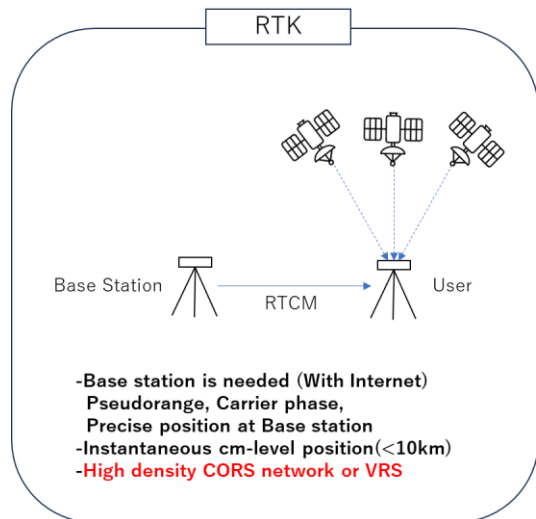 RTK
Base Station
RTCM
User
-Base station is needed (With Internet)
Pseudorange, Carrier phase,
Precise position at Base station
-Instantaneous cm-level position(<10km)
-High density CORS network or VRS